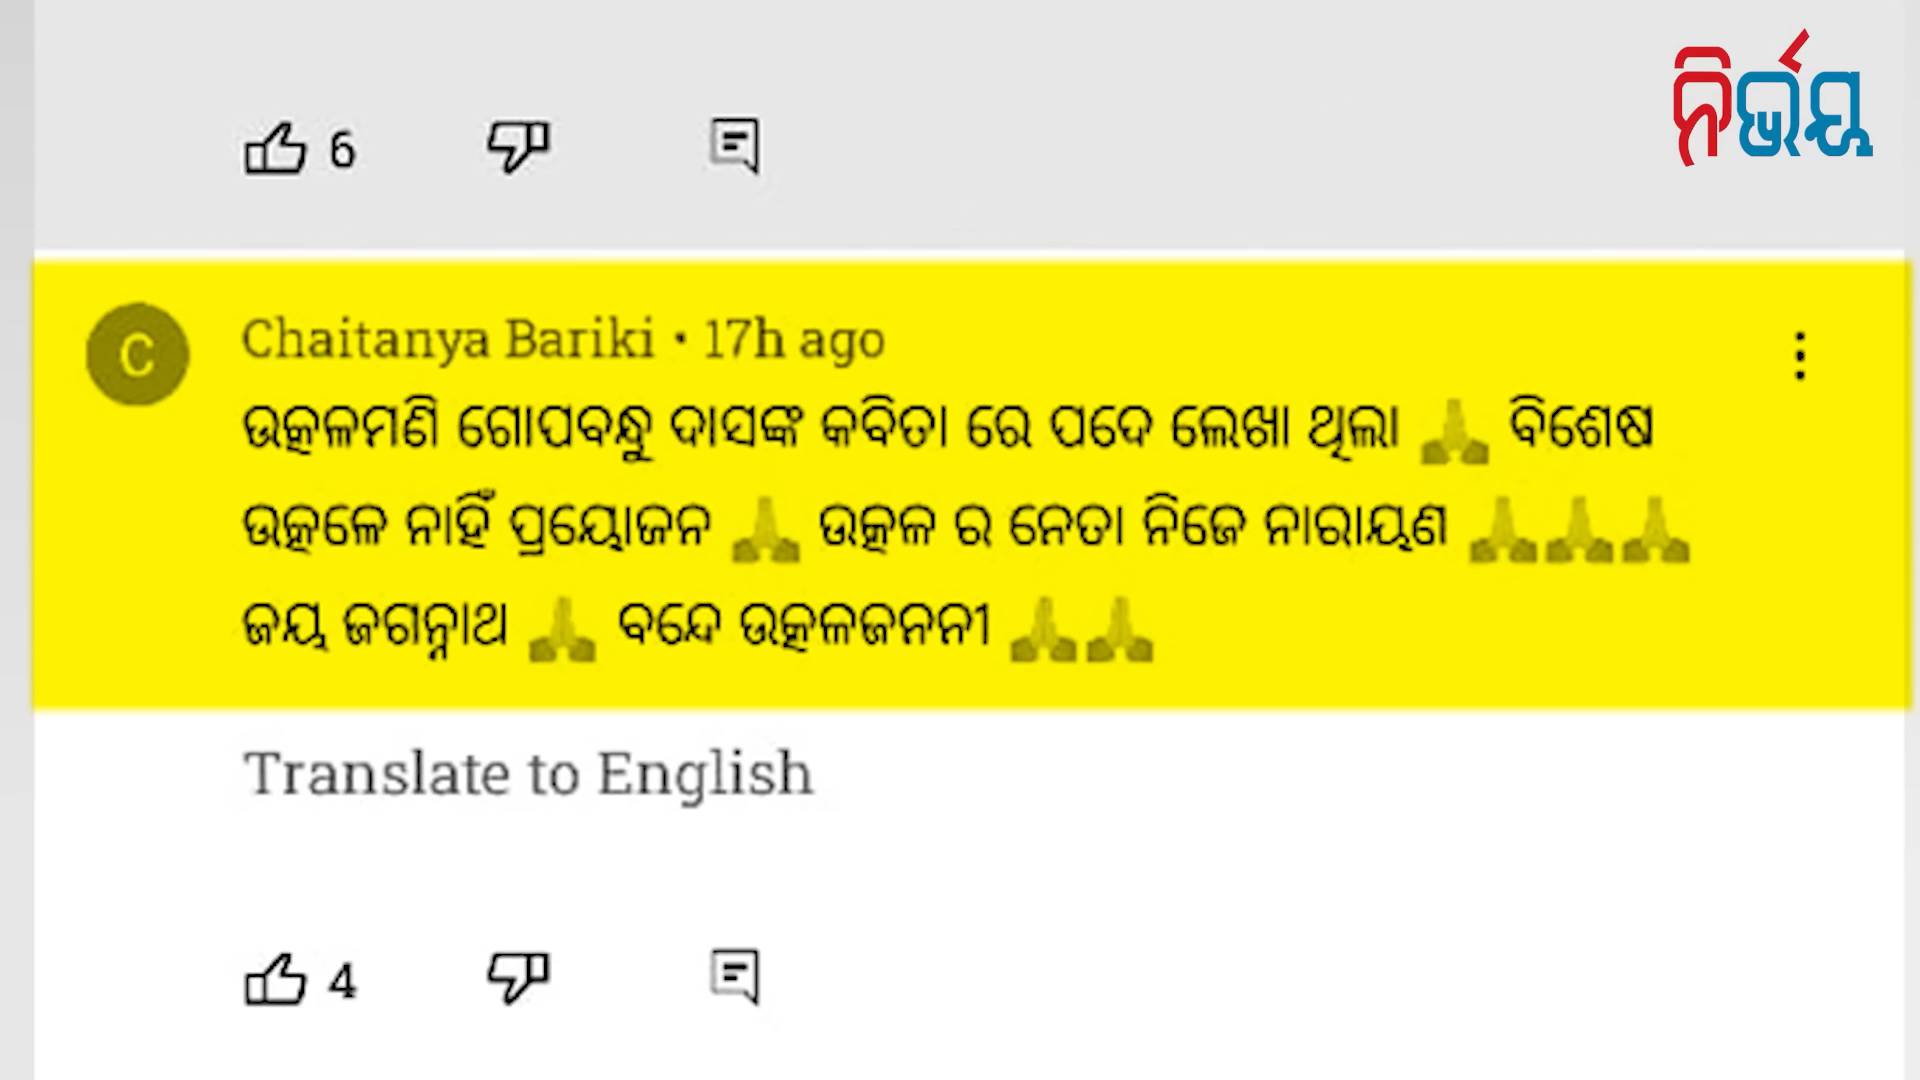 ନିର୍ଭୟ
6
Chaitanya Bariki • 17h ago
ଉତ୍କଳମଣି ଗୋପବନ୍ଧୁ ଦାସଙ୍କ କବିତା ରେ ପଦେ ଲେଖା ଥିଲା 🙏 ବିଶେଷ
ଉତ୍କଳେ ନାହିଁ ପ୍ରୟୋଜନ 🙏 ଉତ୍କଳ ର ନେତା ନିଜେ ନାରାୟଣ 🙏🙏🙏
ଜୟ ଜଗନ୍ନାଥ 🙏 ବନ୍ଦେ ଉତ୍କଳଜନନୀ 🙏🙏
Translate to English
4